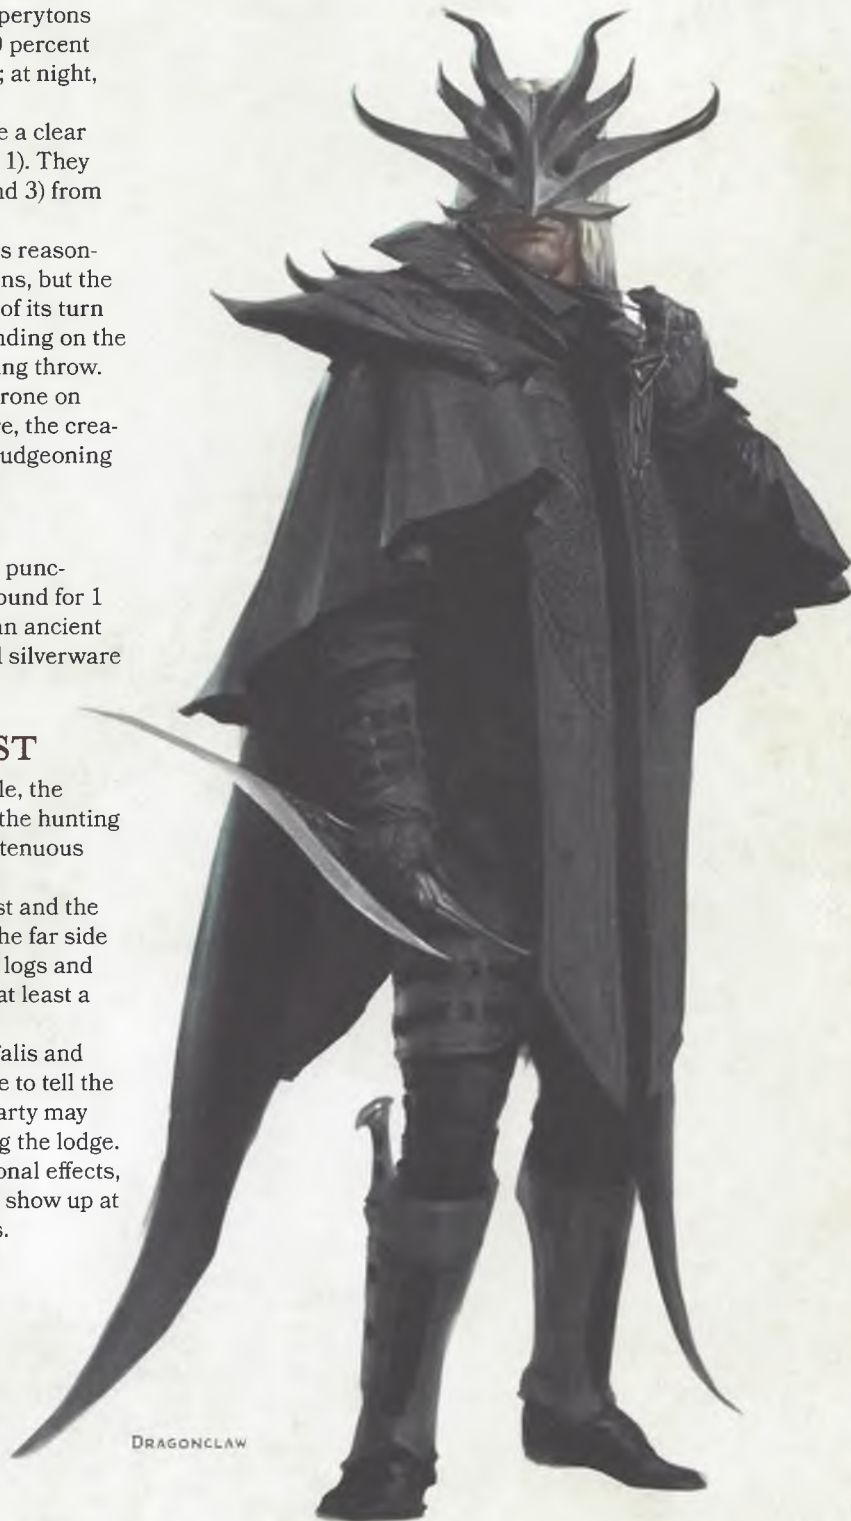 perytons
percent
; at night,
e a clear
1). They
nd 3) from
s reason-
ns, but the
of its turn
nding on the
ing throw.
rone on
re, the crea-
udgeoning
punc-
ound for 1
an ancient
l silverware
ST
le, the
the hunting
tenuous
st and the
he far side
logs and
at least a
alis and
e to tell the
arty may
g the lodge.
onal effects,
show up at
s.
DRAGONCLAW